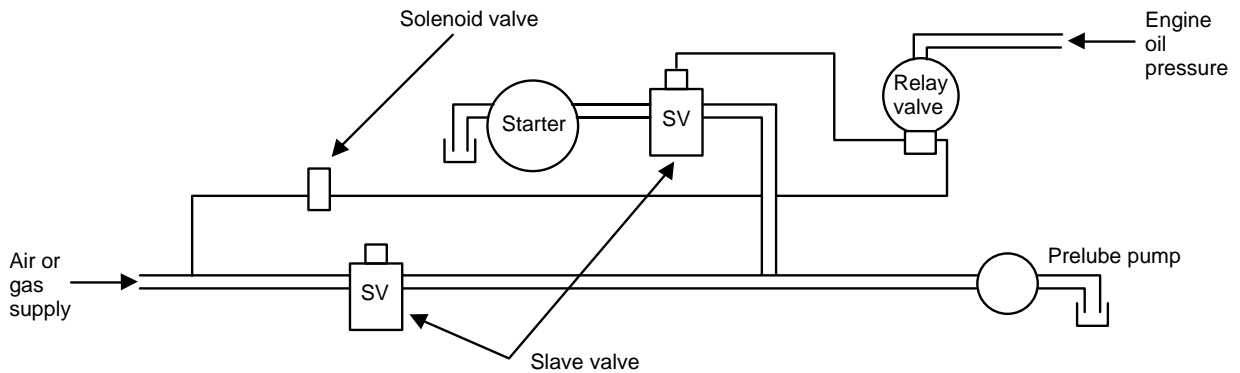 Solenoid valve
Engine
oil
pressure
Relay
valve
SV
Starter
Air or
gas
supply
Prelube pump
SV
Slave valve